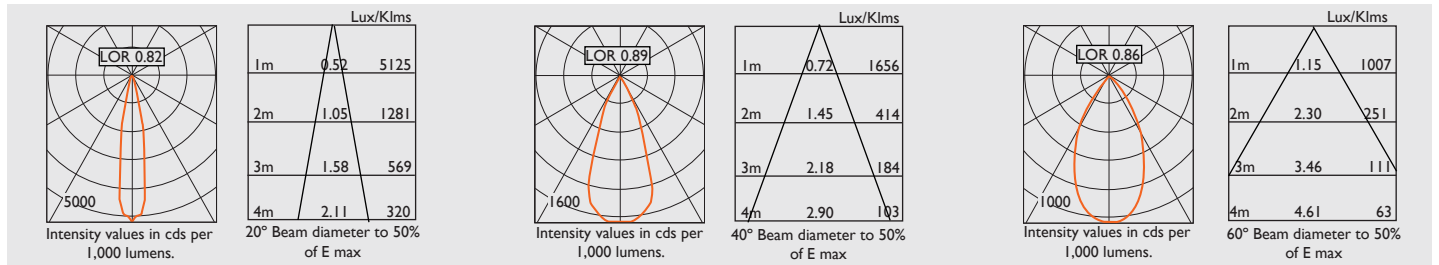 LOR 0.82
5000
Intensity values in cds per
1,000 lumens.
Lux/Klms
1m 0.52 5125
2m 1.05 1281
3m 1.58 569
4m 2.11 320
20° Beam diameter to 50%
of E max
LOR 0.89
1600
Intensity values in cds per
1,000 lumens.
Lux/Klms
1m 0.72 1656
2m 1.45 414
3m 2.18 184
4m 2.90 103
40° Beam diameter to 50%
of E max
LOR 0.86
1000
Intensity values in cds per
1,000 lumens.
Lux/Klms
1m 1.15 1007
2m 2.30 251
3m 3.46 111
4m 4.61 63
60° Beam diameter to 50%
of E max